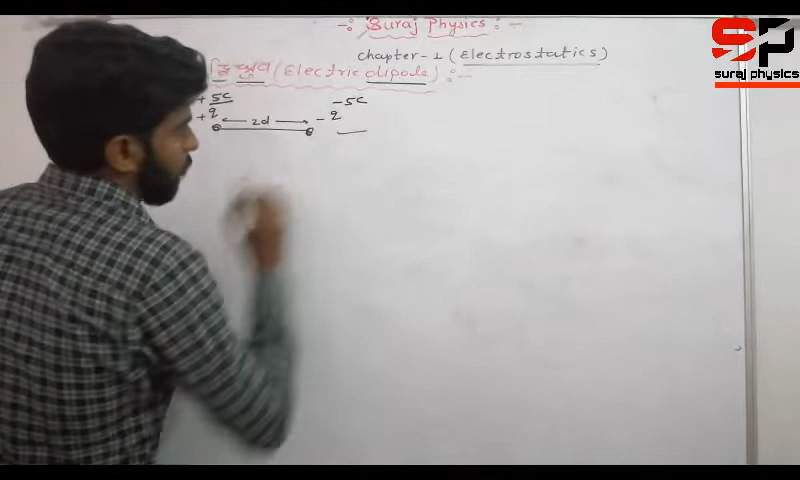 -: Suraj Physics :-
Chapter-1 (Electrostatics)
द्विध्रुव (Electric dipole) :-
+ 5C
- 5C
+ q
2d
- q
SP
suraj physics